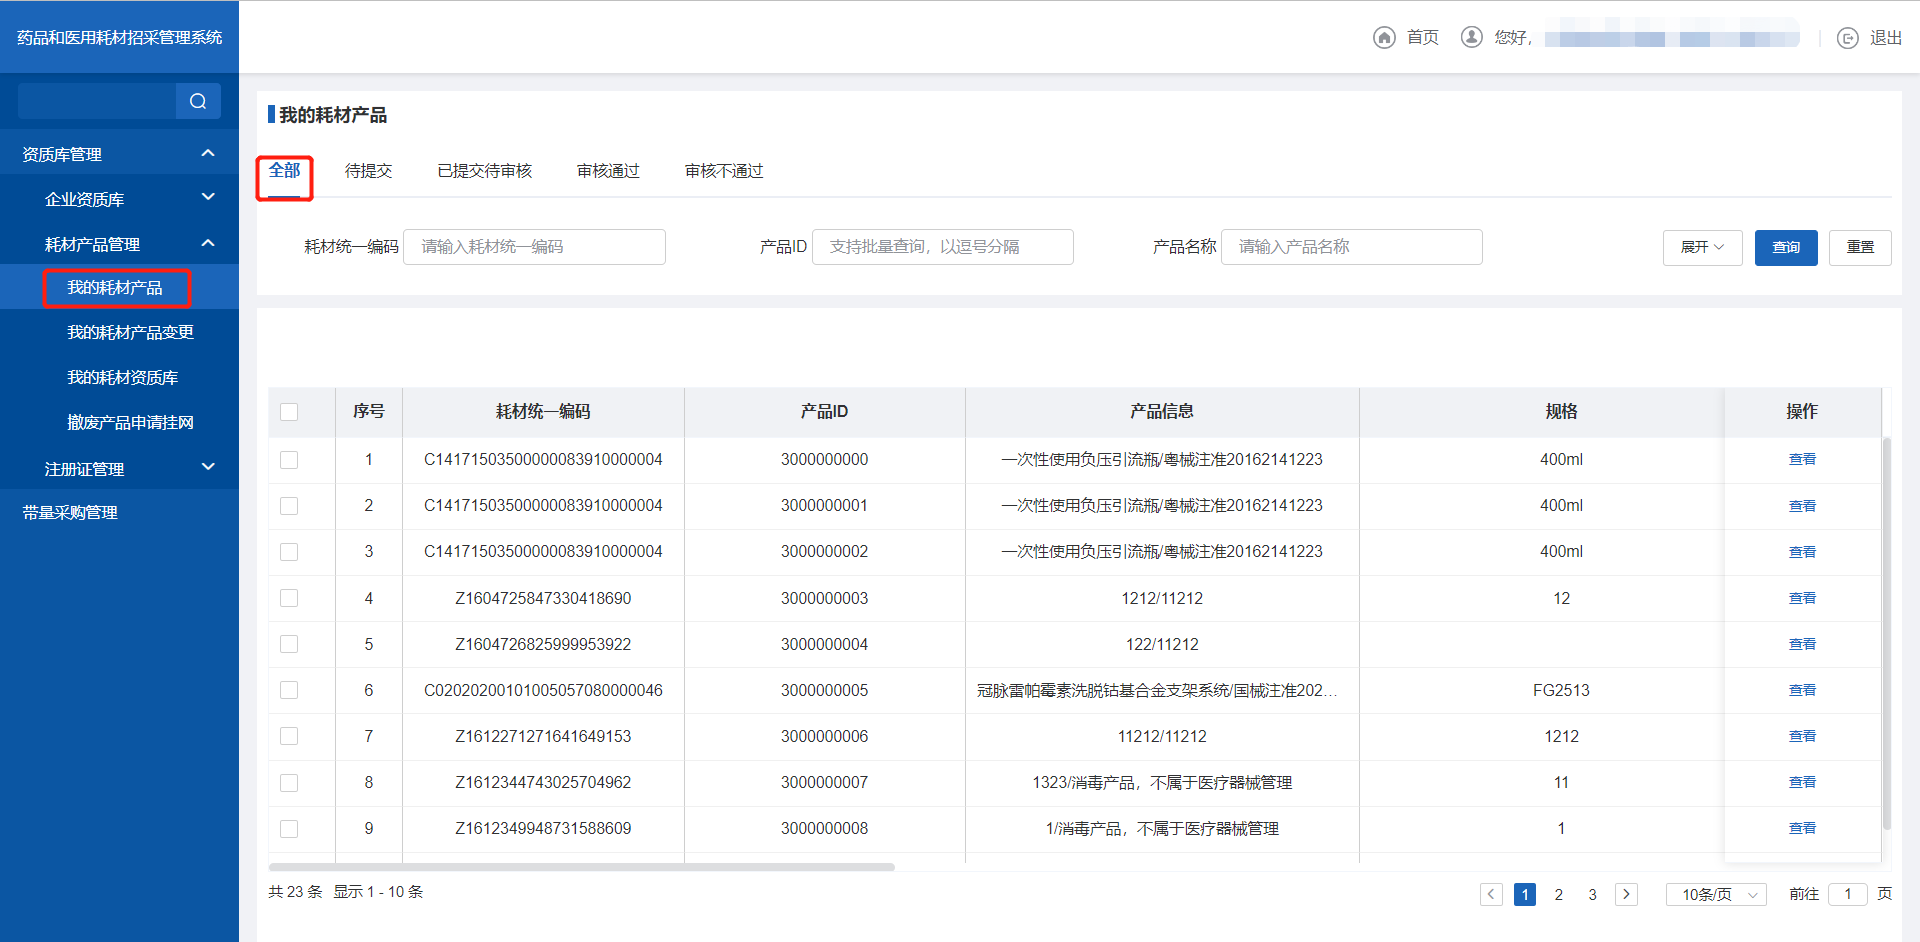 药品和医用耗材招采管理系统
首页
您好,
退出
资质库管理
企业资质库
耗材产品管理
我的耗材产品
我的耗材产品变更
我的耗材资质库
撤废产品申请挂网
注册证管理
带量采购管理
我的耗材产品
全部 待提交 已提交待审核 审核通过 审核不通过
耗材统一编码 请输入耗材统一编码 产品ID 支持批量查询，以逗号分隔 产品名称 请输入产品名称 展开 查询 重置
序号 耗材统一编码 产品ID 产品信息 规格 操作
1 C14171503500000083910000004 3000000000 一次性使用负压引流瓶/粤械注准20162141223 400ml 查看
2 C14171503500000083910000004 3000000001 一次性使用负压引流瓶/粤械注准20162141223 400ml 查看
3 C14171503500000083910000004 3000000002 一次性使用负压引流瓶/粤械注准20162141223 400ml 查看
4 Z1604725847330418690 3000000003 1212/11212 12 查看
5 Z1604726825999953922 3000000004 122/11212 查看
6 C02020200101005057080000046 3000000005 冠脉雷帕霉素洗脱钴基合金支架系统/国械注准202... FG2513 查看
7 Z1612271271641649153 3000000006 11212/11212 1212 查看
8 Z1612344743025704962 3000000007 1323/消毒产品，不属于医疗器械管理 11 查看
9 Z1612349948731588609 3000000008 1/消毒产品，不属于医疗器械管理 1 查看
共 23 条 显示 1 - 10 条 1 2 3 10条/页 前往 1 页